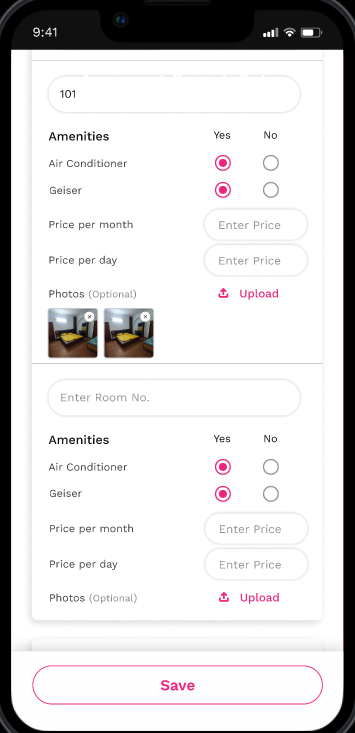 9:41
101
Amenities Yes No
Air Conditioner
Geiser
Price per month Enter Price
Price per day Enter Price
Photos (Optional) Upload
Enter Room No.
Amenities Yes No
Air Conditioner
Geiser
Price per month Enter Price
Price per day Enter Price
Photos (Optional) Upload
Save